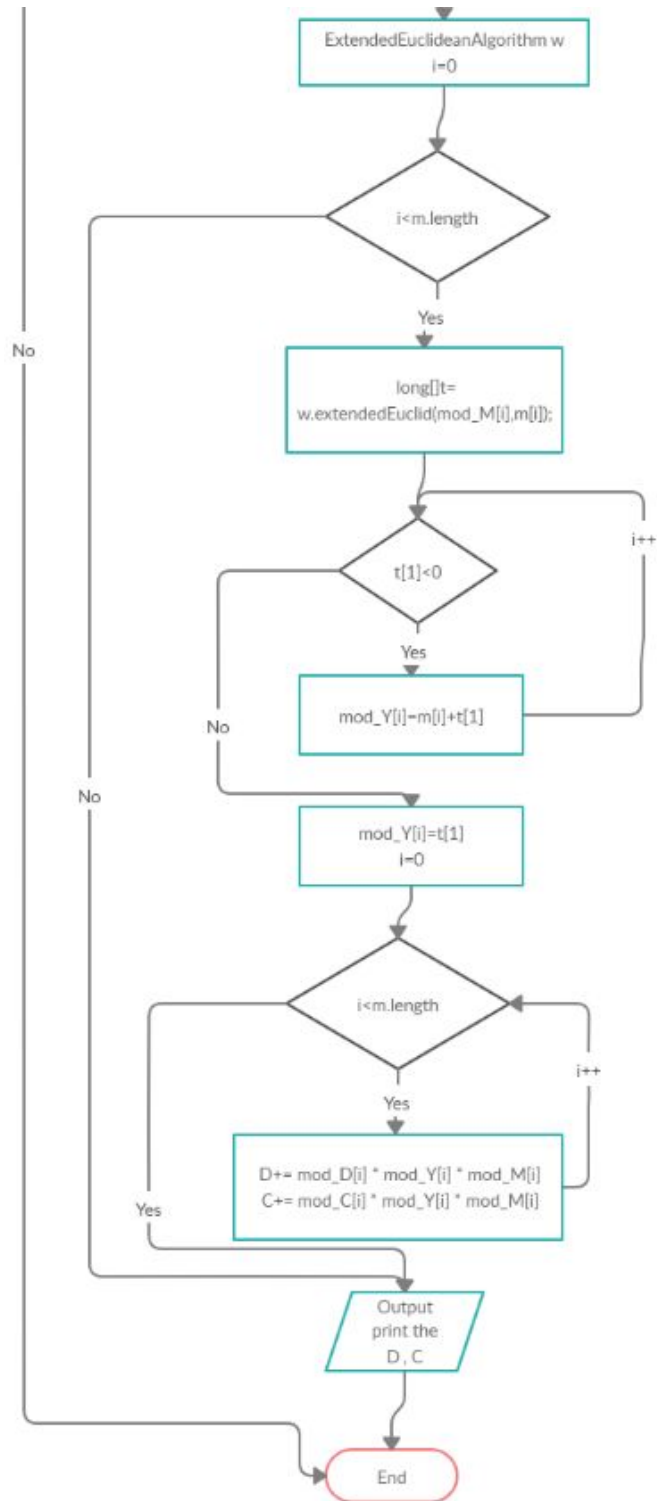 ExtendedEuclideanAlgorithm w
i=0
i<m.length
Yes
No
long[]t=
w.extendedEuclid(mod_M[i],m[i]);
i++
t[1]<0
Yes
mod_Y[i]=m[i]+t[1]
No
No
mod_Y[i]=t[1]
i=0
i<m.length
i++
Yes
D+= mod_D[i] * mod_Y[i] * mod_M[i]
C+= mod_C[i] * mod_Y[i] * mod_M[i]
Yes
Output
print the
D , C
End